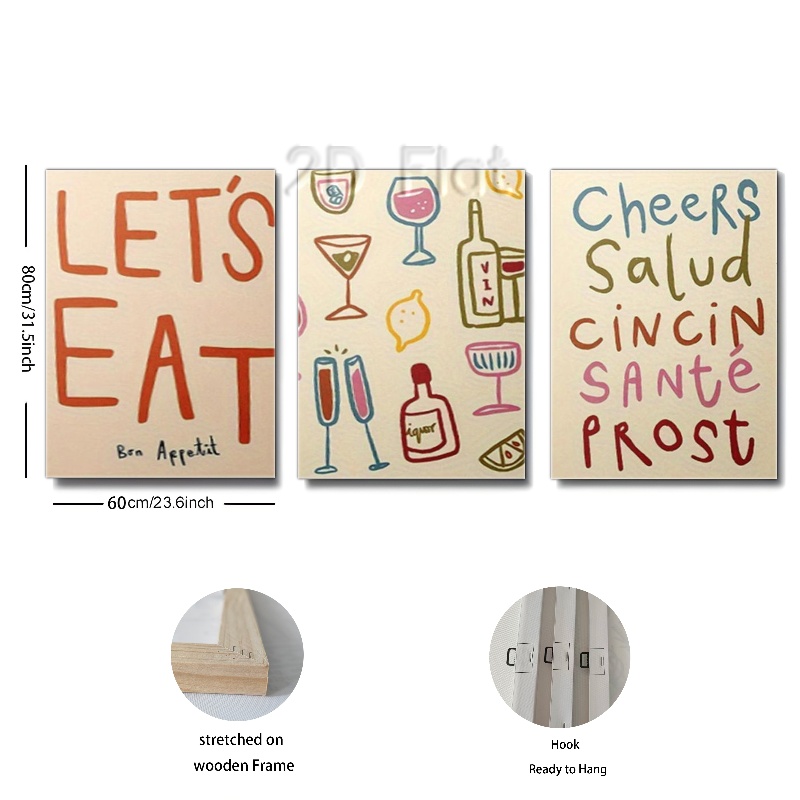 2D Flat
LET'S
EAT
Bon Appetit
VIN
liquor
Cheers
Salud
CINCIN
SANTé
PROST
80cm/31.5inch
60cm/23.6inch
stretched on
wooden Frame
Hook
Ready to Hang